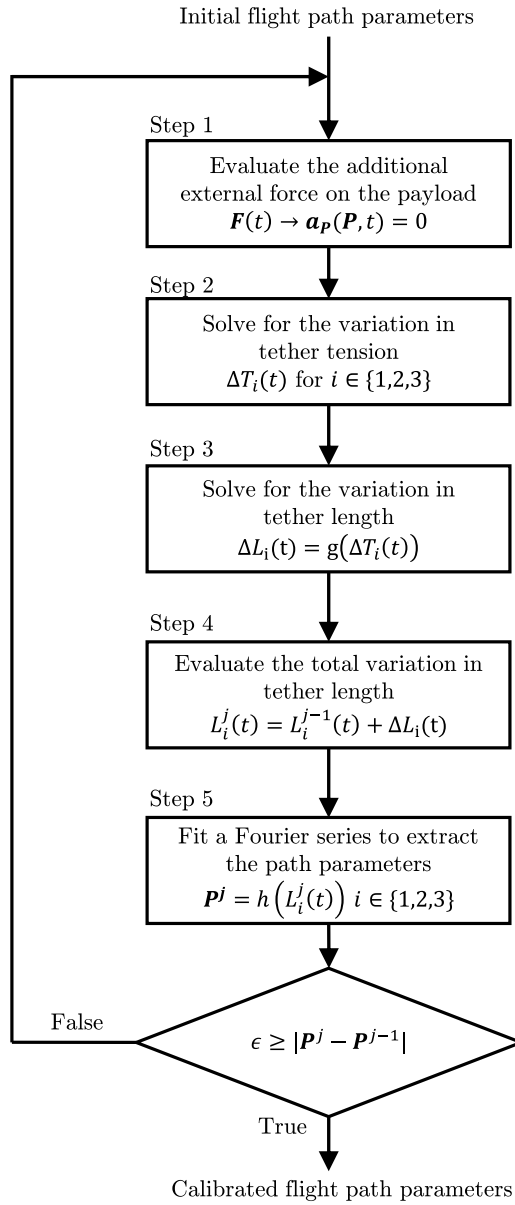 Initial flight path parameters
Step 1
Evaluate the additional
external force on the payload
𝑭(𝑡) → 𝒂_𝑷(𝑷, 𝑡) = 0
Step 2
Solve for the variation in
tether tension
Δ𝑇_𝑖(𝑡) for 𝑖 ∈ {1,2,3}
Step 3
Solve for the variation in
tether length
Δ𝐿_i(t) = g(Δ𝑇_𝑖(𝑡))
Step 4
Evaluate the total variation in
tether length
𝐿_𝑖^𝑗(𝑡) = 𝐿_𝑖^{𝑗−1}(𝑡) + Δ𝐿_i(t)
Step 5
Fit a Fourier series to extract
the path parameters
𝑷^𝒋 = ℎ(𝐿_𝑖^𝑗(𝑡)) 𝑖 ∈ {1,2,3}
False
𝜖 ≥ |𝑷^𝑗 − 𝑷^{𝑗−1}|
True
Calibrated flight path parameters